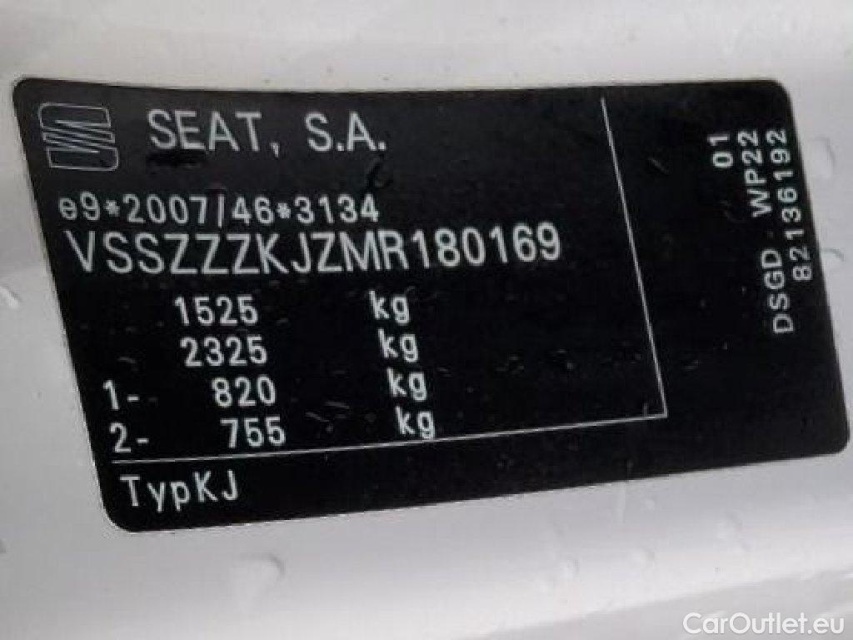 SEAT, S.A.
e9*2007/46*3134
VSSZZZKJZMR180169
1525 kg
2325 kg
1- 820 kg
2- 755 kg
TypKJ
01
DSGD WP22
82136192
CarOutlet.eu